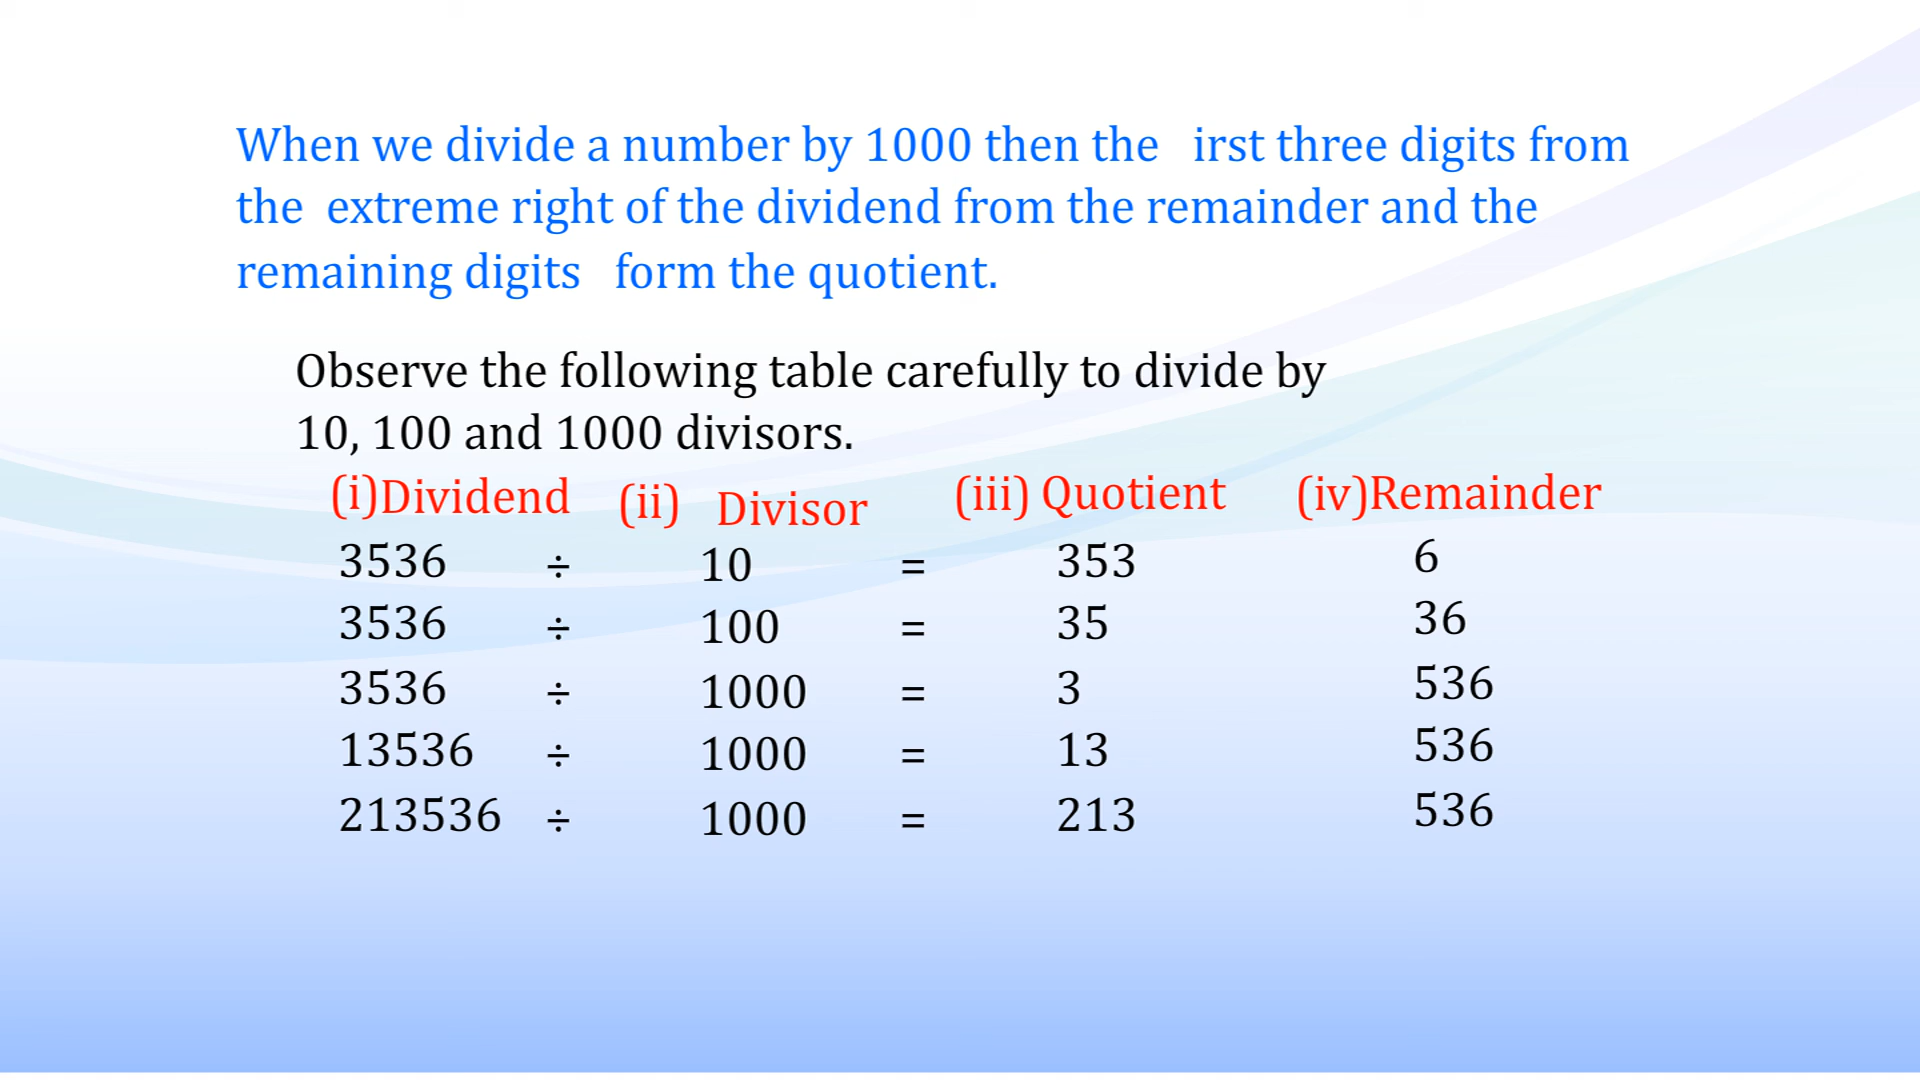 When we divide a number by 1000 then the irst three digits from
the extreme right of the dividend from the remainder and the
remaining digits form the quotient.
Observe the following table carefully to divide by
10, 100 and 1000 divisors.
(i)Dividend (ii) Divisor (iii) Quotient (iv)Remainder
3536 ÷ 10 = 353 6
3536 ÷ 100 = 35 36
3536 ÷ 1000 = 3 536
13536 ÷ 1000 = 13 536
213536 ÷ 1000 = 213 536